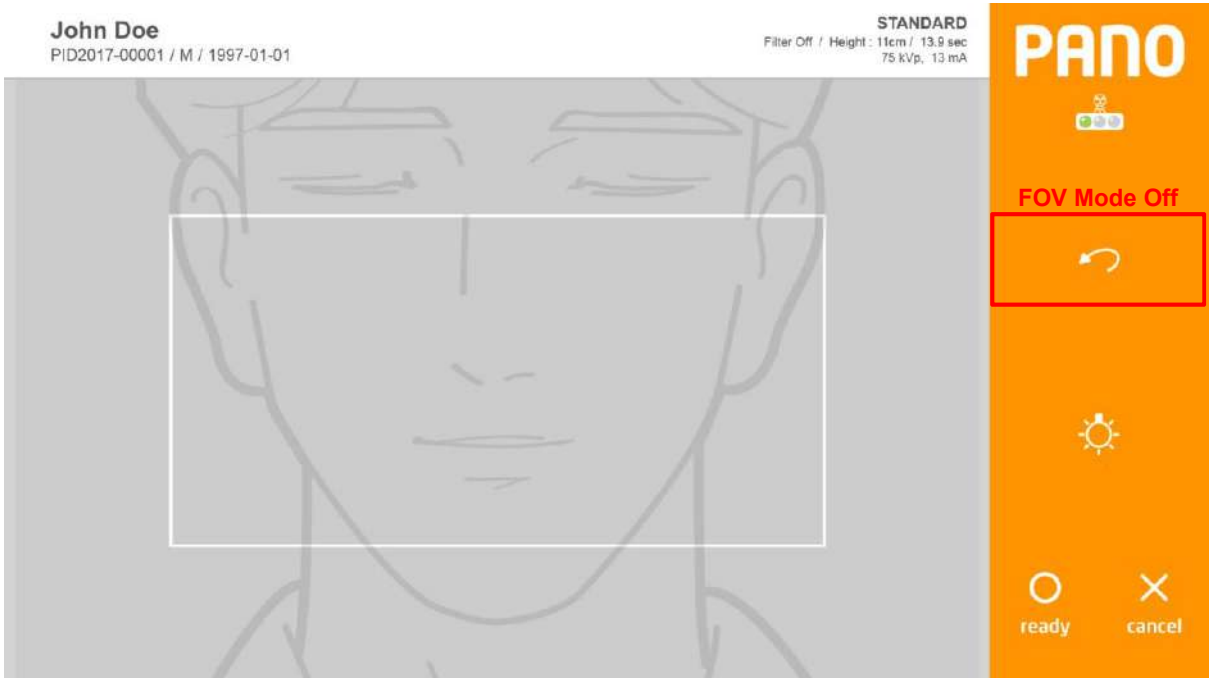 John Doe
PID2017-00001 / M / 1997-01-01
STANDARD
Filter Off / Height : 11cm / 13.9 sec
75 kVp, 13 mA
PANO
FOV Mode Off
ready
cancel